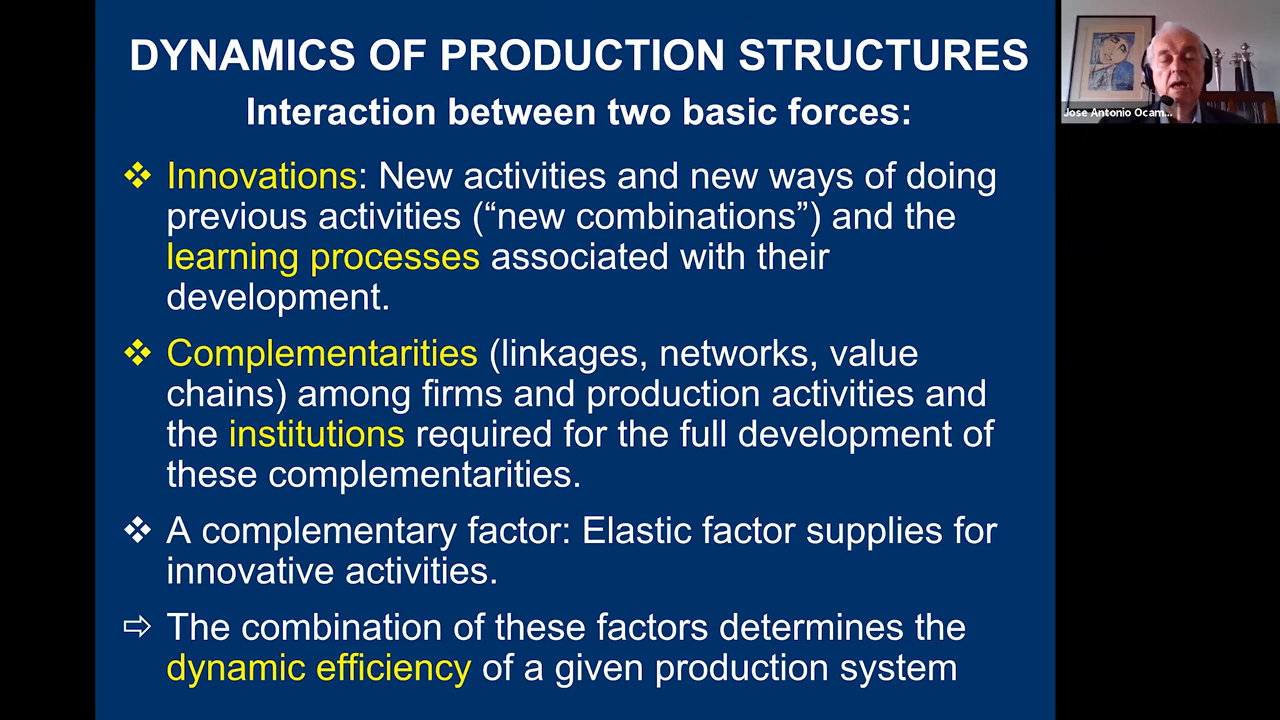 DYNAMICS OF PRODUCTION STRUCTURES
Interaction between two basic forces:
❖ Innovations: New activities and new ways of doing
previous activities (“new combinations”) and the
learning processes associated with their
development.
❖ Complementarities (linkages, networks, value
chains) among firms and production activities and
the institutions required for the full development of
these complementarities.
❖ A complementary factor: Elastic factor supplies for
innovative activities.
⇨ The combination of these factors determines the
dynamic efficiency of a given production system
Jose Antonio Ocam...